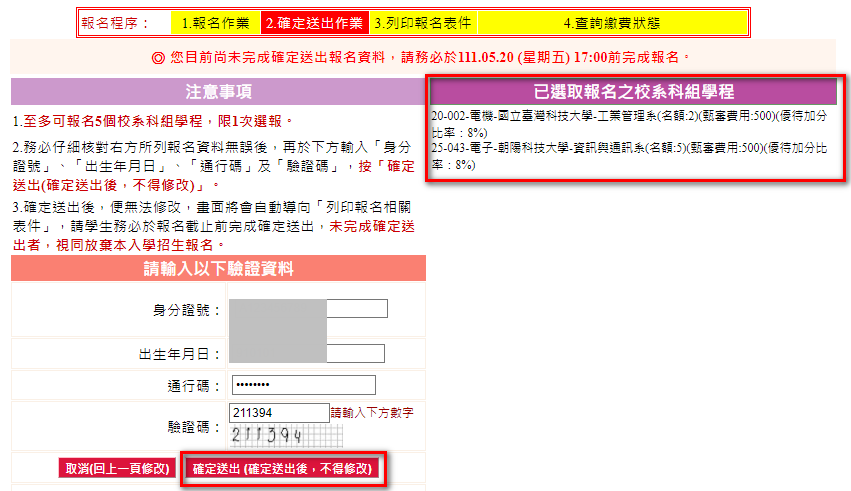 報名程序： 1.報名作業 2.確定送出作業 3.列印報名表件 4.查詢繳費狀態
◎ 您目前尚未完成確定送出報名資料，請務必於111.05.20 (星期五) 17:00前完成報名。
注意事項
1.至多可報名5個校系科組學程，限1次選報。
2.務必仔細核對右方所列報名資料無誤後，再於下方輸入「身分
證號」、「出生年月日」、「通行碼」及「驗證碼」，按「確定
送出(確定送出後，不得修改)」。
3.確定送出後，便無法修改，畫面將會自動導向「列印報名相關
表件」，請學生務必於報名截止前完成確定送出，未完成確定送
出者，視同放棄本入學招生報名。
已選取報名之校系科組學程
20-002-電機-國立臺灣科技大學-工業管理系(名額:2)(甄審費用:500)(優待加分
比率：8%)
25-043-電子-朝陽科技大學-資訊與通訊系(名額:5)(甄審費用:500)(優待加分比
率：8%)
請輸入以下驗證資料
身分證號：
出生年月日：
通行碼： ••••••••
驗證碼： 211394 請輸入下方數字
211394
取消(回上一頁修改) 確定送出 (確定送出後，不得修改)